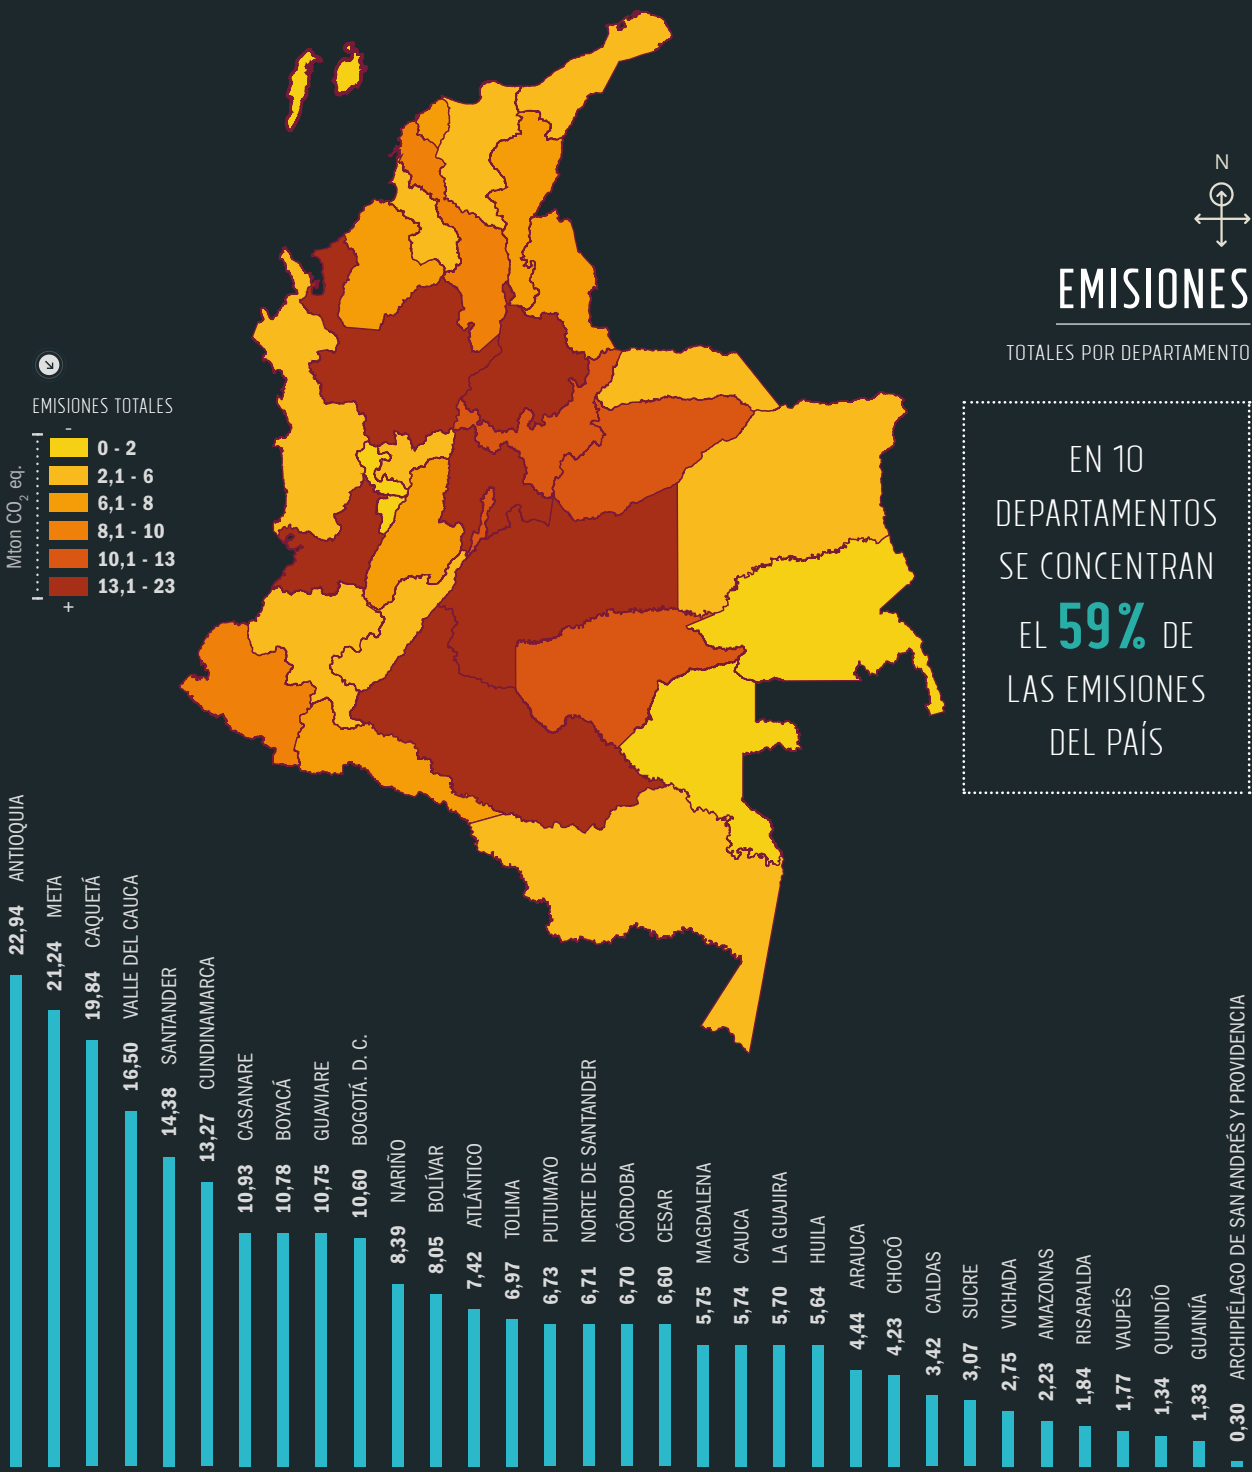 N
EMISIONES
TOTALES POR DEPARTAMENTO
EN 10
DEPARTAMENTOS
SE CONCENTRAN
EL 59% DE
LAS EMISIONES
DEL PAÍS
EMISIONES TOTALES
Mton CO2 eq.
-
0 - 2
2,1 - 6
6,1 - 8
8,1 - 10
10,1 - 13
13,1 - 23
+
22,94 ANTIOQUIA
21,24 META
19,84 CAQUETÁ
16,50 VALLE DEL CAUCA
14,38 SANTANDER
13,27 CUNDINAMARCA
10,93 CASANARE
10,78 BOYACÁ
10,75 GUAVIARE
10,60 BOGOTÁ. D. C.
8,39 NARIÑO
8,05 BOLÍVAR
7,42 ATLÁNTICO
6,97 TOLIMA
6,73 PUTUMAYO
6,71 NORTE DE SANTANDER
6,70 CÓRDOBA
6,60 CESAR
5,75 MAGDALENA
5,74 CAUCA
5,70 LA GUAJIRA
5,64 HUILA
4,44 ARAUCA
4,23 CHOCÓ
3,42 CALDAS
3,07 SUCRE
2,75 VICHADA
2,23 AMAZONAS
1,84 RISARALDA
1,77 VAUPÉS
1,34 QUINDÍO
1,33 GUAINÍA
0,30 ARCHIPIÉLAGO DE SAN ANDRÉS Y PROVIDENCIA